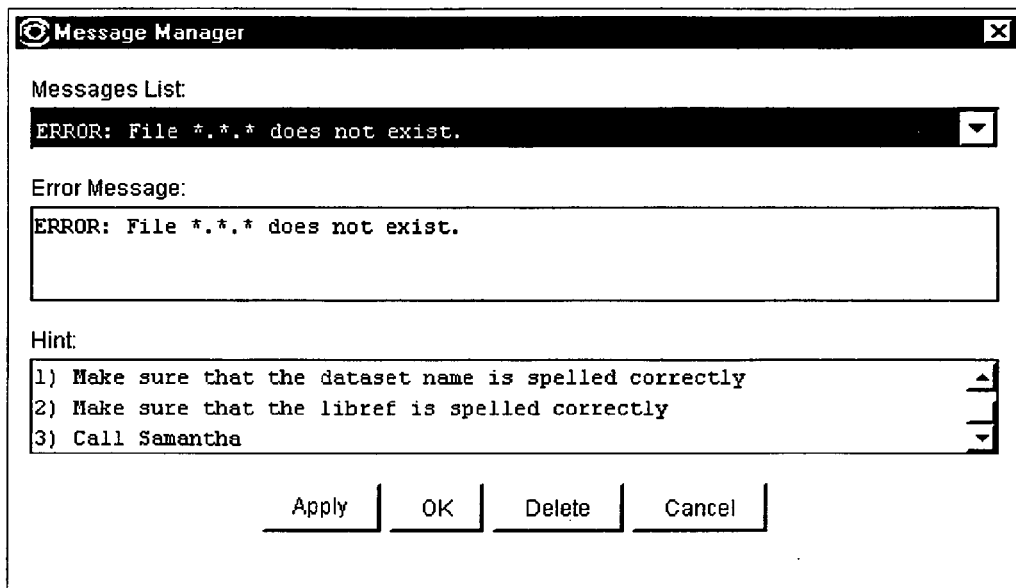 Message Manager
Messages List:
ERROR: File *.*.* does not exist.
Error Message:
ERROR: File *.*.* does not exist.
Hint:
1) Make sure that the dataset name is spelled correctly
2) Make sure that the libref is spelled correctly
3) Call Samantha
Apply OK Delete Cancel